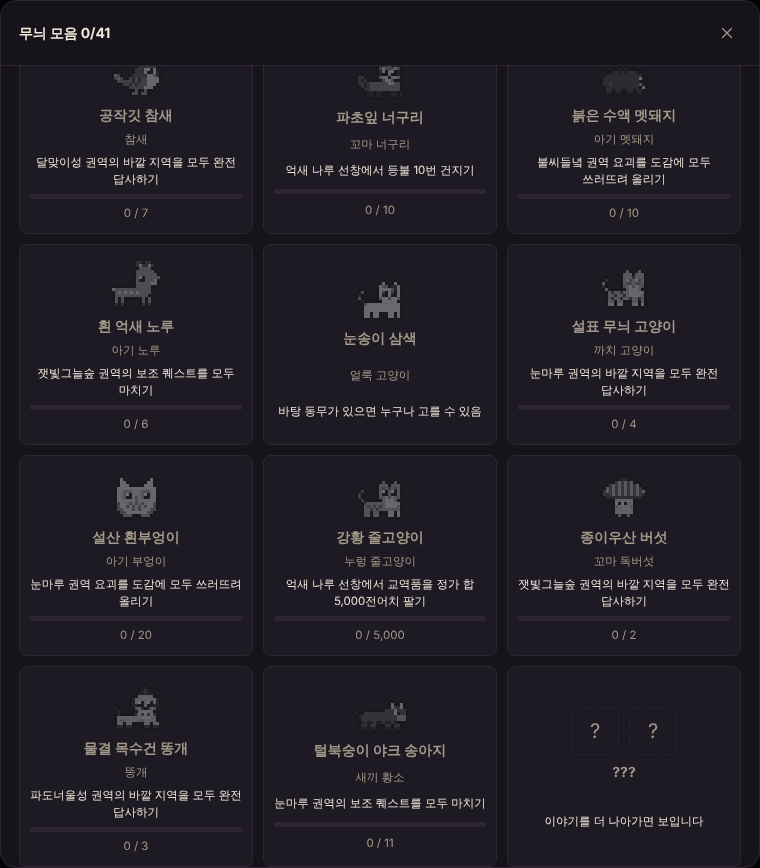 무늬 모음 0/41
공작깃 참새
참새
달맞이성 권역의 바깥 지역을 모두 완전
답사하기
0 / 7
파초잎 너구리
꼬마 너구리
억새 나루 선창에서 등불 10번 건지기
0 / 10
붉은 수액 멧돼지
아기 멧돼지
불씨들녘 권역 요괴를 도감에 모두
쓰러뜨려 올리기
0 / 10
흰 억새 노루
아기 노루
잿빛그늘숲 권역의 보조 퀘스트를 모두
마치기
0 / 6
눈송이 삼색
얼룩 고양이
바탕 동무가 있으면 누구나 고를 수 있음
설표 무늬 고양이
까치 고양이
눈마루 권역의 바깥 지역을 모두 완전
답사하기
0 / 4
설산 흰부엉이
아기 부엉이
눈마루 권역 요괴를 도감에 모두 쓰러뜨려
올리기
0 / 20
강황 줄고양이
누렁 줄고양이
억새 나루 선창에서 교역품을 정가 합
5,000전어치 팔기
0 / 5,000
종이우산 버섯
꼬마 독버섯
잿빛그늘숲 권역의 바깥 지역을 모두 완전
답사하기
0 / 2
물결 목수건 똥개
똥개
파도너울성 권역의 바깥 지역을 모두 완전
답사하기
0 / 3
털북숭이 야크 송아지
새끼 황소
눈마루 권역의 보조 퀘스트를 모두 마치기
0 / 11
? ?
???
이야기를 더 나아가면 보입니다